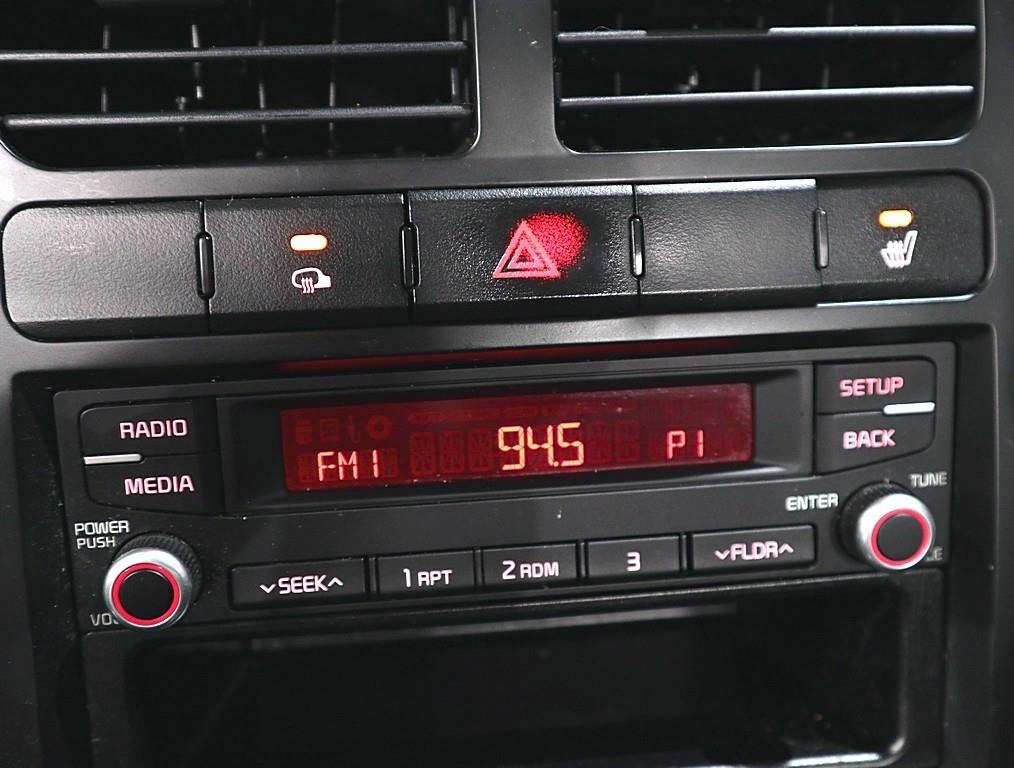 RADIO
MEDIA
FM1 94.5 P1
SETUP
BACK
POWER
PUSH
ENTER
TUNE
∨SEEK∧
1 RPT
2 RDM
3
∨FLDR∧